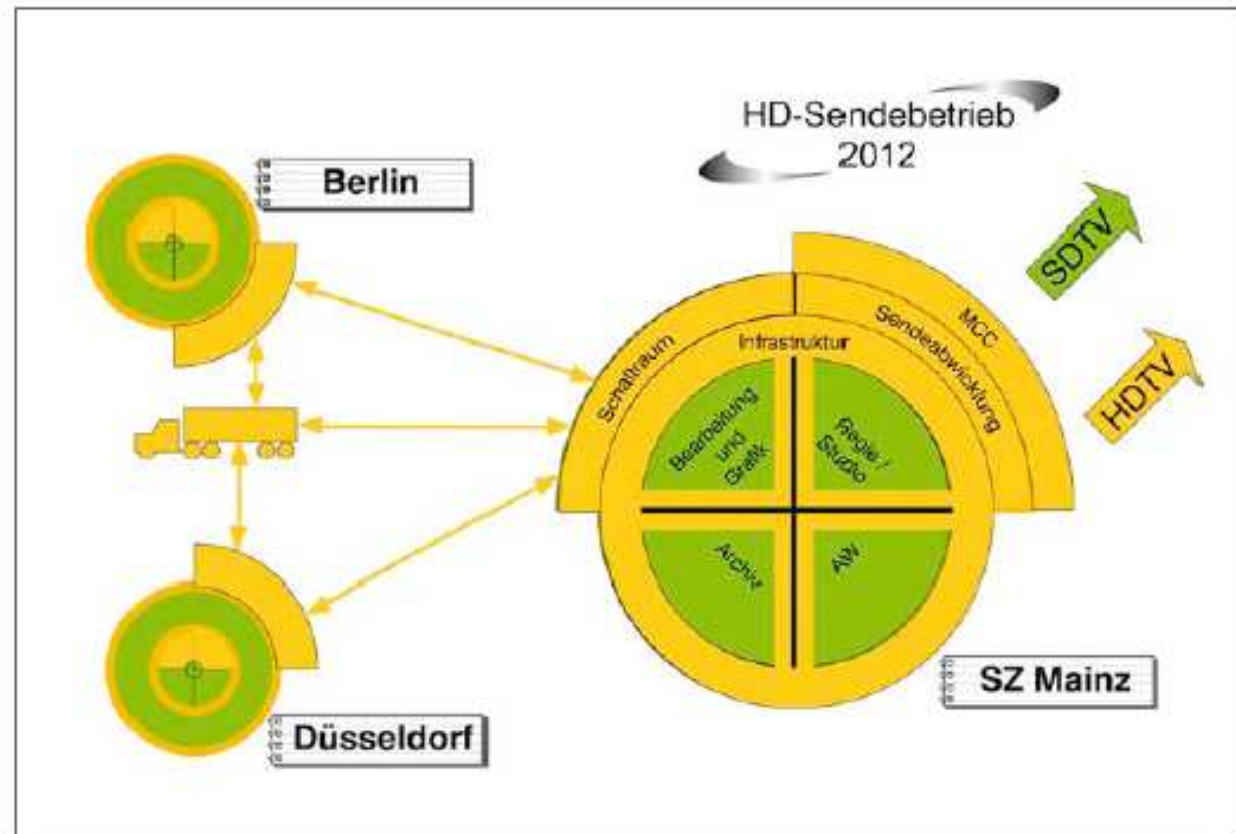 HD-Sendebetrieb
2012
Berlin
SDTV
HDTV
MCC
Sendeabwicklung
Schaltraum
Infrastruktur
Bearbeitung
und
Grafik
Regie /
Studio
Archiv
AW
SZ Mainz
Düsseldorf